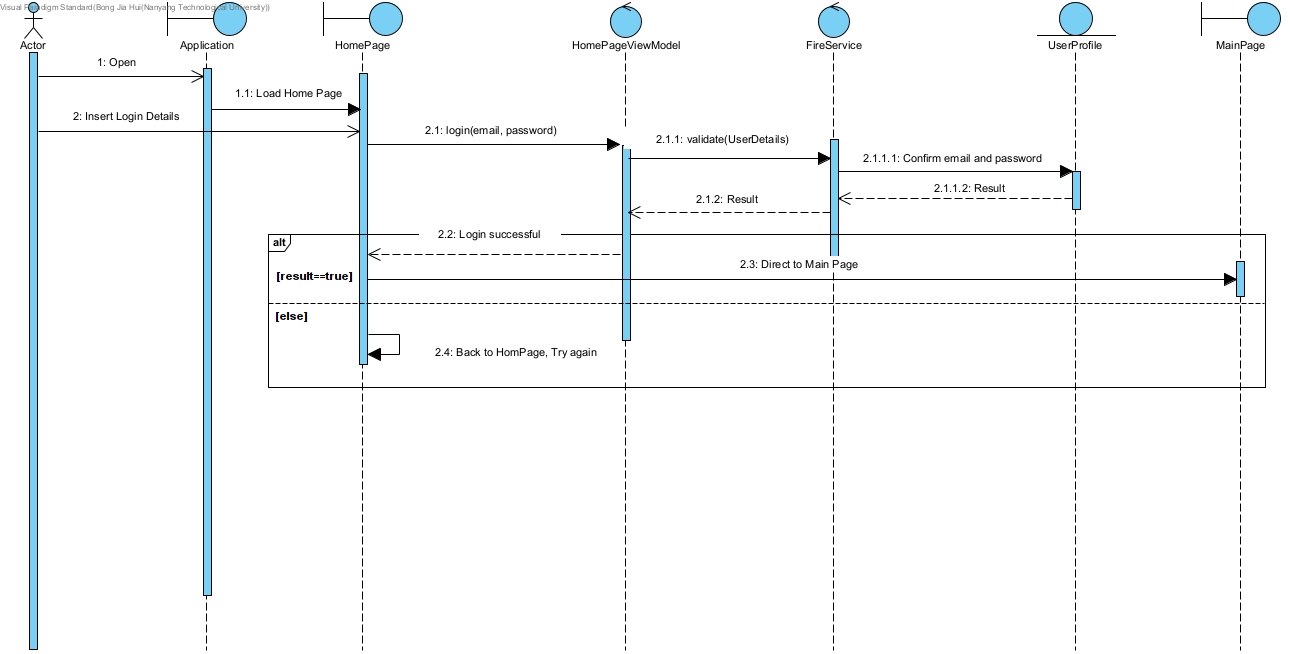 Visual Paradigm Standard(Bong Jia Hui(Nanyang Technological University))
Actor
Application
HomePage
HomePageViewModel
FireService
UserProfile
MainPage
1: Open
1.1: Load Home Page
2: Insert Login Details
2.1: login(email, password)
2.1.1: validate(UserDetails)
2.1.1.1: Confirm email and password
2.1.1.2: Result
2.1.2: Result
2.2: Login successful
alt
2.3: Direct to Main Page
[result==true]
[else]
2.4: Back to HomPage, Try again